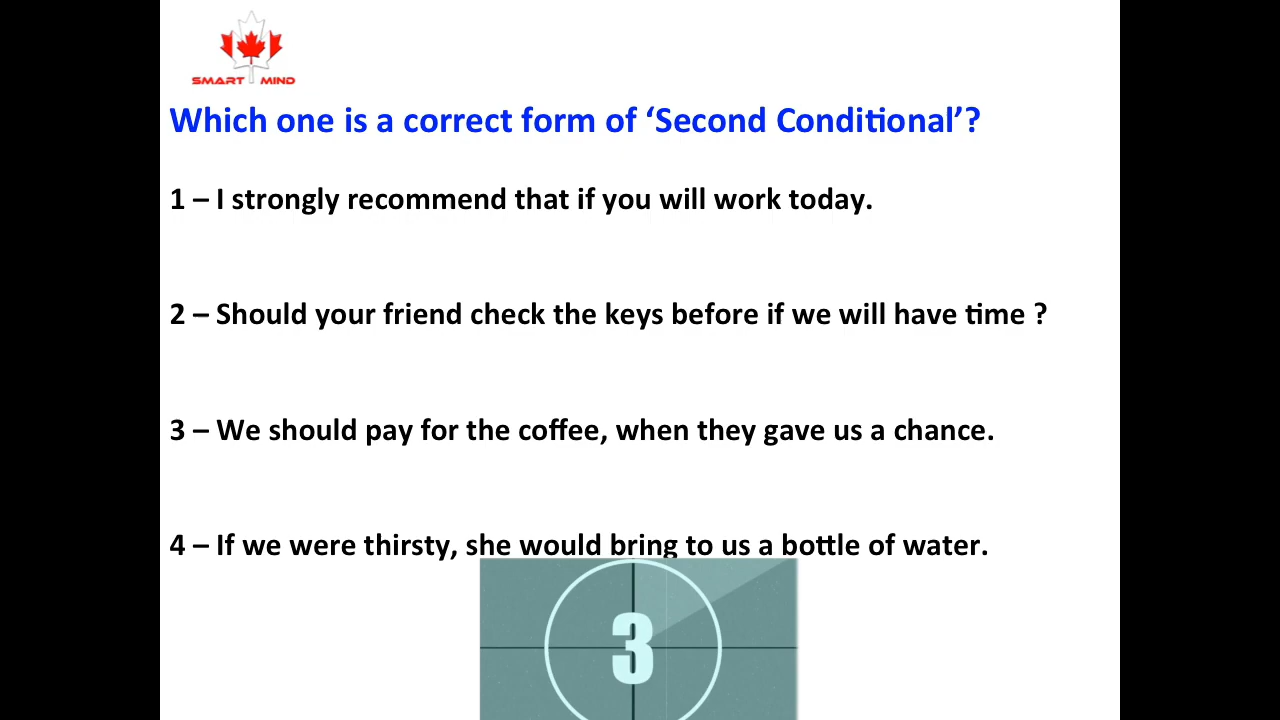 SMART MIND
Which one is a correct form of ‘Second Conditional’?
1 – I strongly recommend that if you will work today.
2 – Should your friend check the keys before if we will have time ?
3 – We should pay for the coffee, when they gave us a chance.
4 – If we were thirsty, she would bring to us a bottle of water.
3